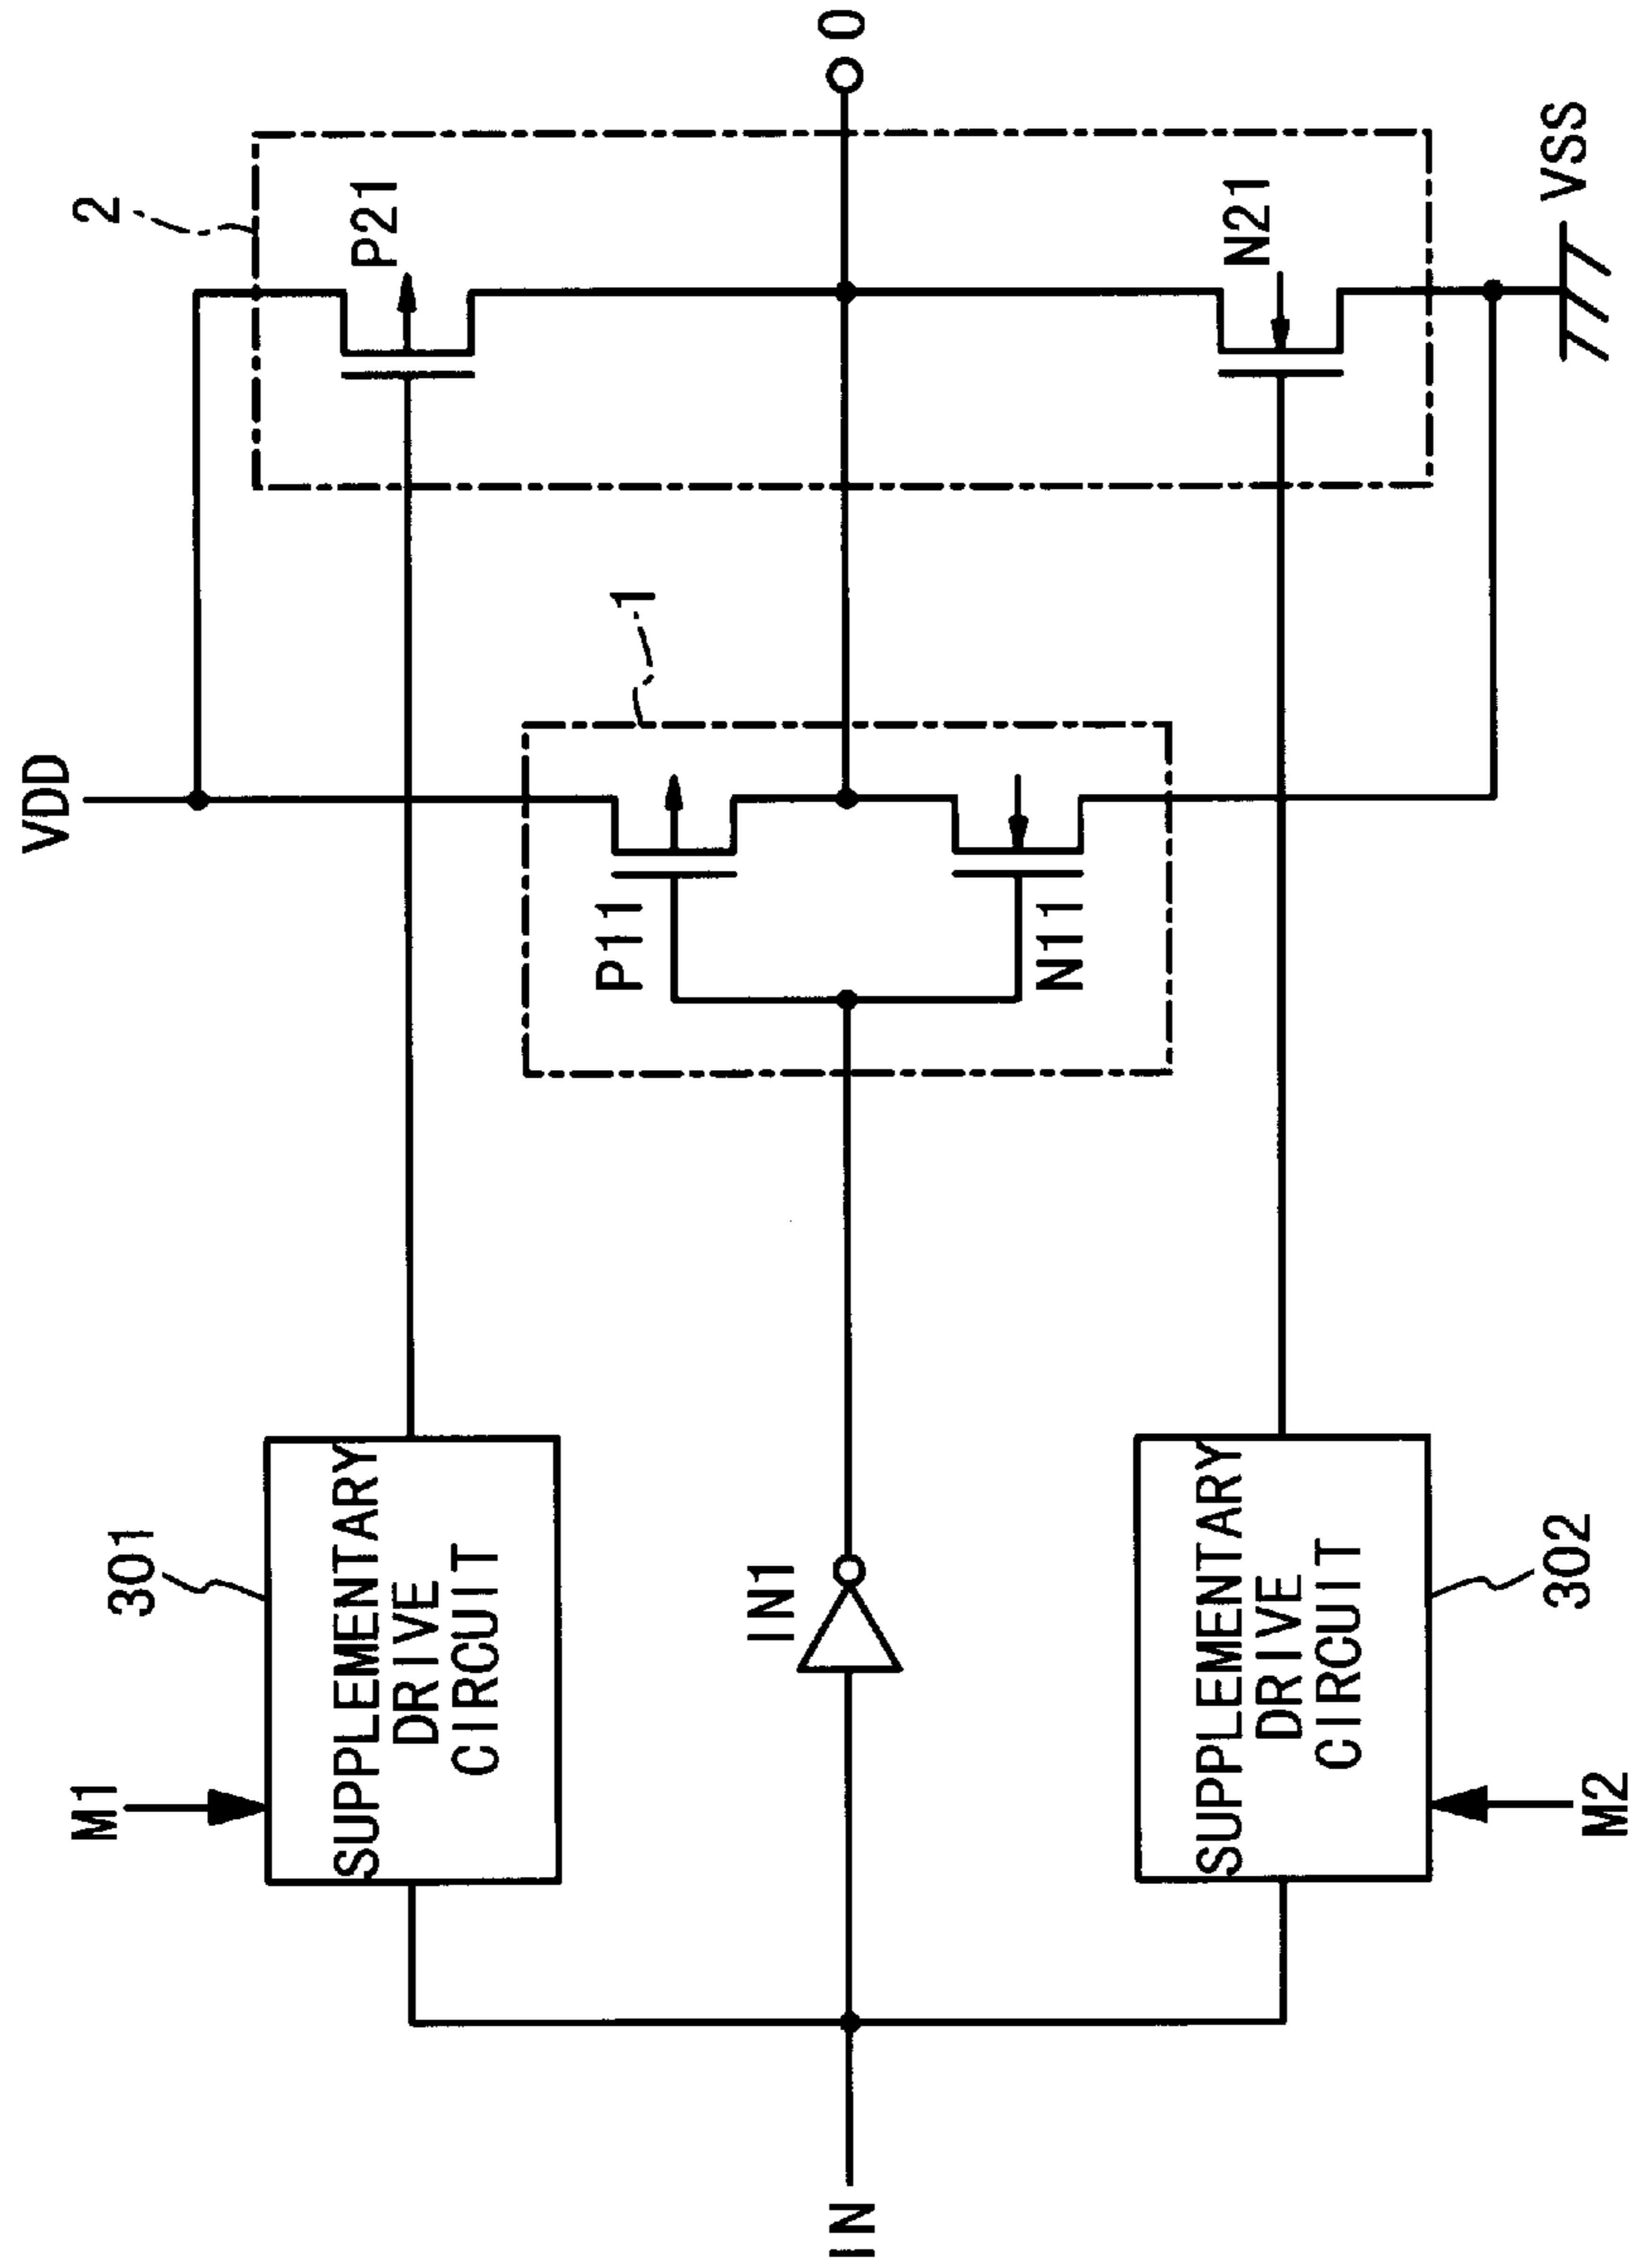 VDD
2
P21
M1
301
SUPPLEMENTARY
DRIVE
CIRCUIT
1
P11
IN
IN1
O
N11
N21
SUPPLEMENTARY
DRIVE
CIRCUIT
M2
302
VSS